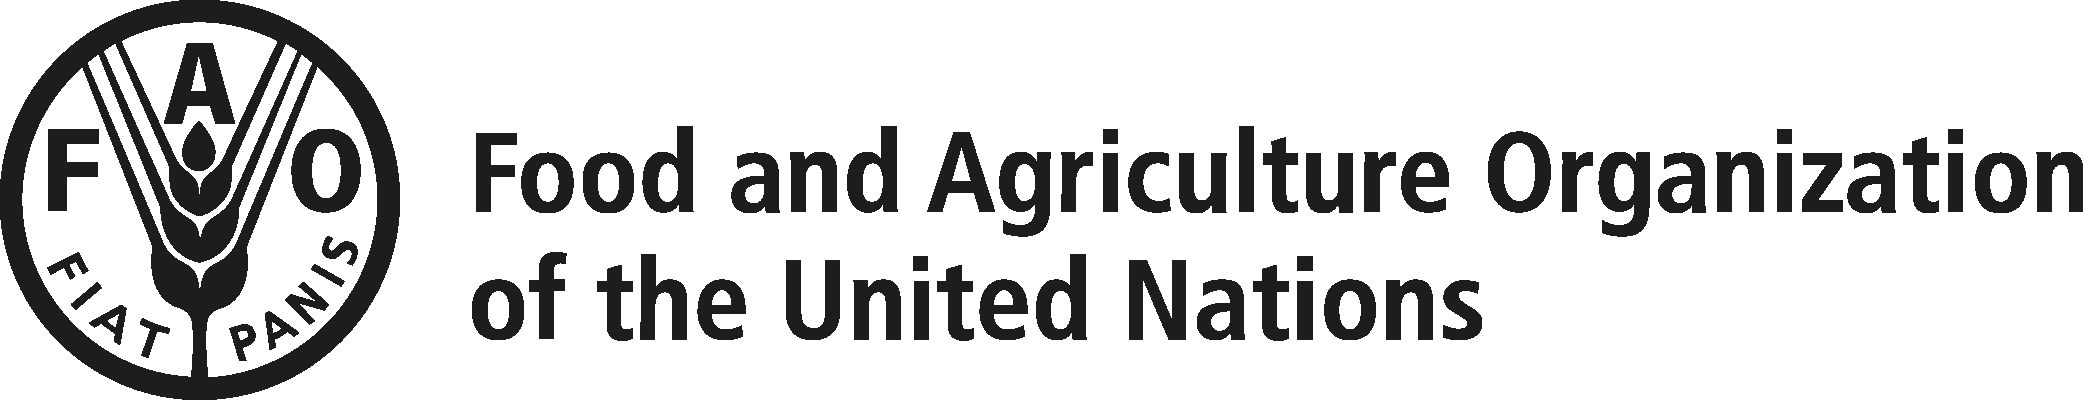 F A O
FIAT PANIS
Food and Agriculture Organization
of the United Nations